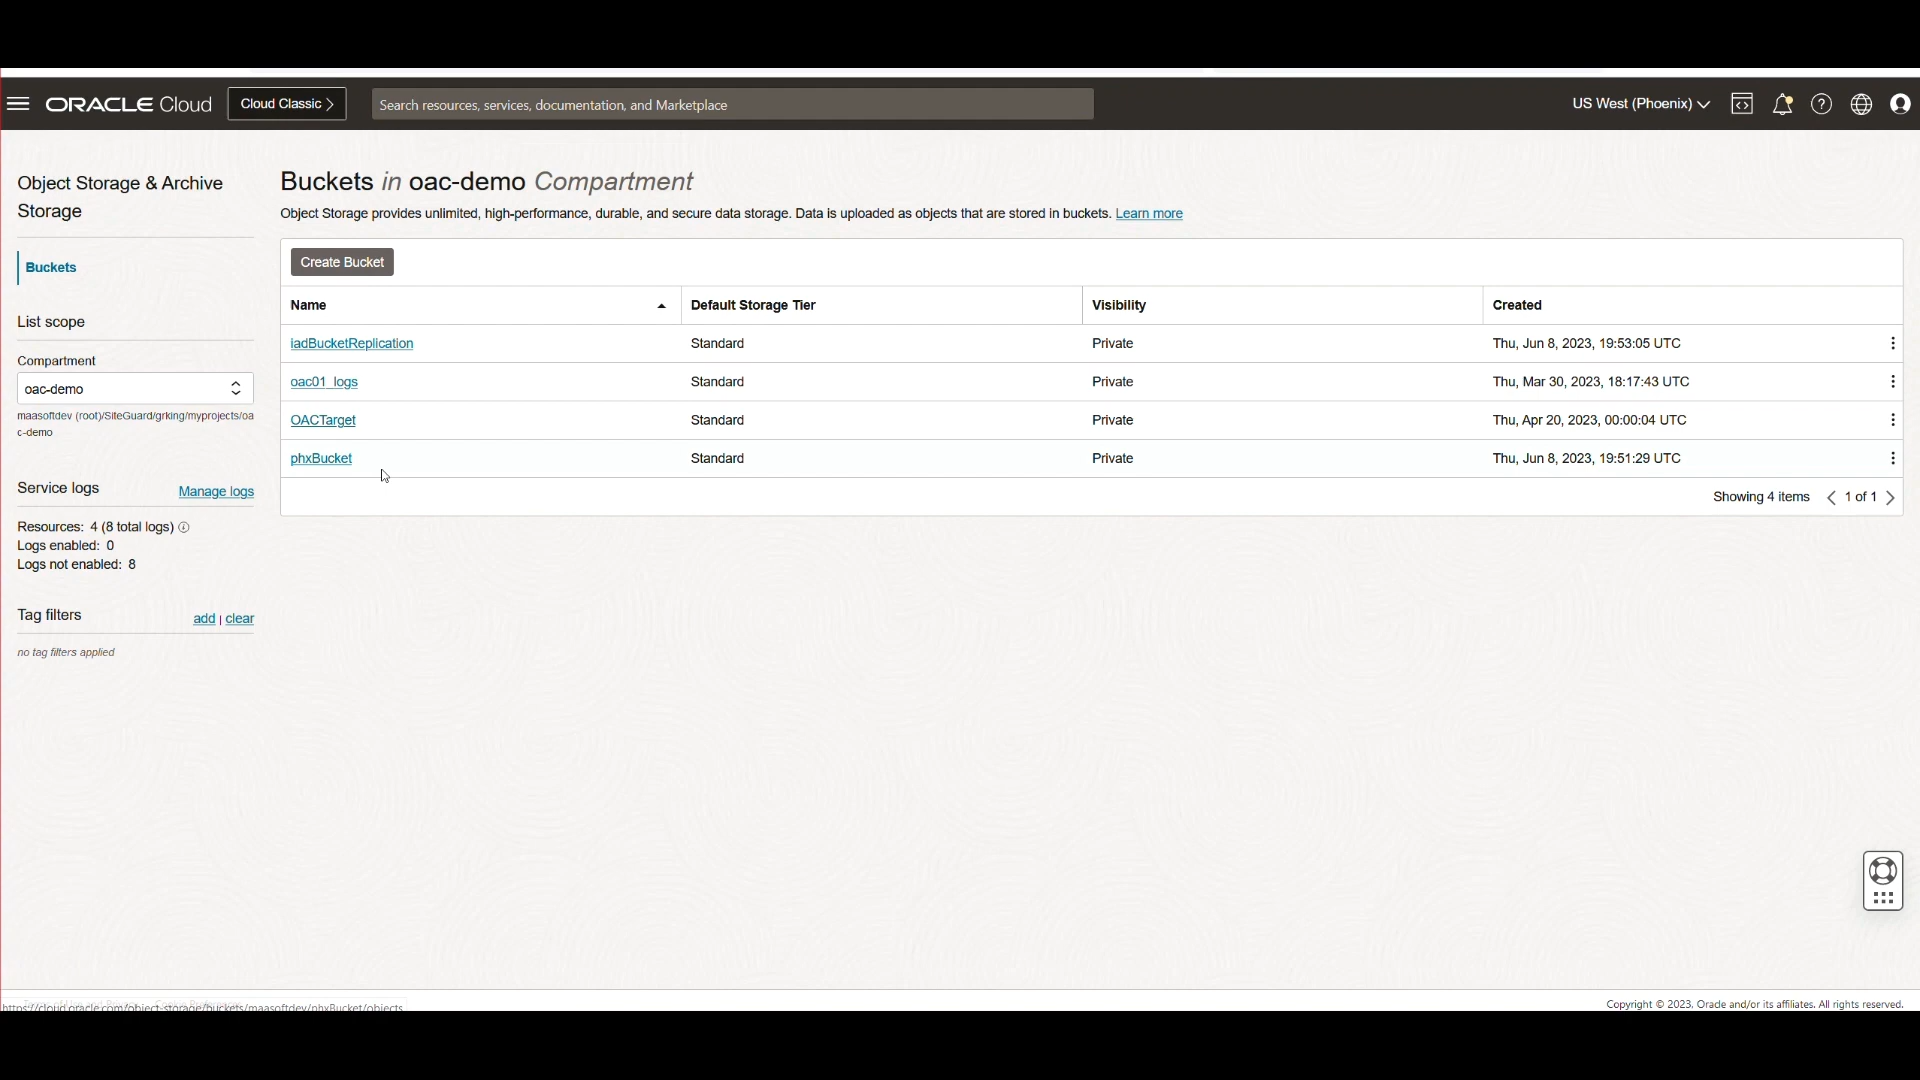 ORACLE Cloud
Cloud Classic
Search resources, services, documentation, and Marketplace
US West (Phoenix)
Object Storage & Archive
Storage
Buckets
List scope
Compartment
oac-demo
maasoftdev (root)/SiteGuard/grking/myprojects/oa
c-demo
Service logs
Manage logs
Resources: 4 (8 total logs)
Logs enabled: 0
Logs not enabled: 8
Tag filters
add | clear
no tag filters applied
Buckets in oac-demo Compartment
Object Storage provides unlimited, high-performance, durable, and secure data storage. Data is uploaded as objects that are stored in buckets. Learn more
Create Bucket
Name Default Storage Tier Visibility Created
iadBucketReplication Standard Private Thu, Jun 8, 2023, 19:53:05 UTC
oac01_logs Standard Private Thu, Mar 30, 2023, 18:17:43 UTC
OACTarget Standard Private Thu, Apr 20, 2023, 00:00:04 UTC
phxBucket Standard Private Thu, Jun 8, 2023, 19:51:29 UTC
Showing 4 items 1 of 1
https://cloud.oracle.com/object-storage/buckets/maasoftdev/phxBucket/objects
Copyright © 2023, Oracle and/or its affiliates. All rights reserved.